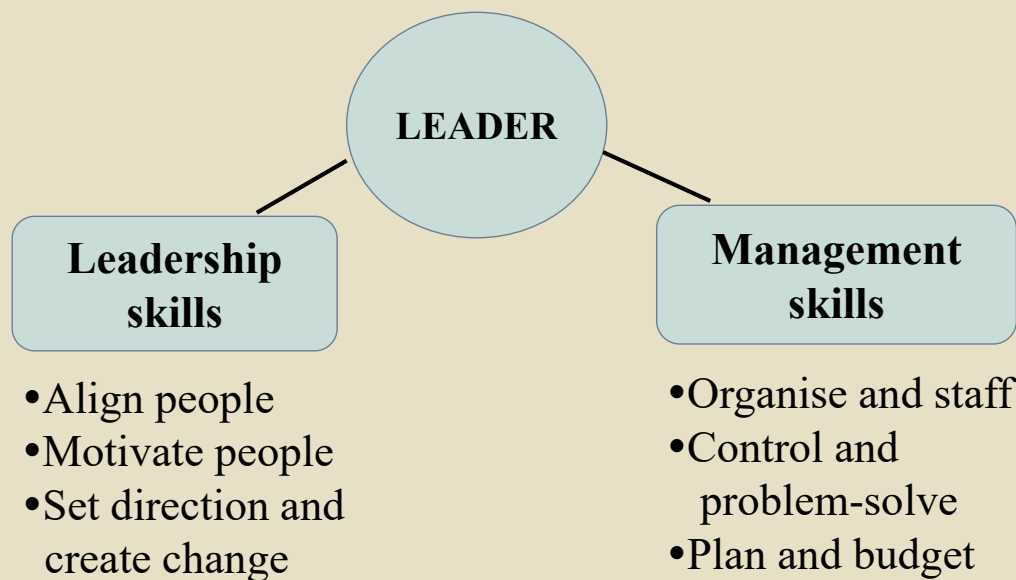 LEADER
Leadership
skills
•Align people
•Motivate people
•Set direction and
create change
Management
skills
•Organise and staff
•Control and
problem-solve
•Plan and budget